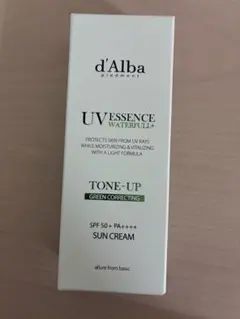 d'Alba
piedmont
UV ESSENCE
WATERFULL+
PROTECTS SKIN FROM UV RAYS
WHILE MOISTURIZING & VITALIZING
WITH A LIGHT FORMULA
TONE-UP
GREEN CORRECTING
SPF 50+ PA++++
SUN CREAM
allure from basic